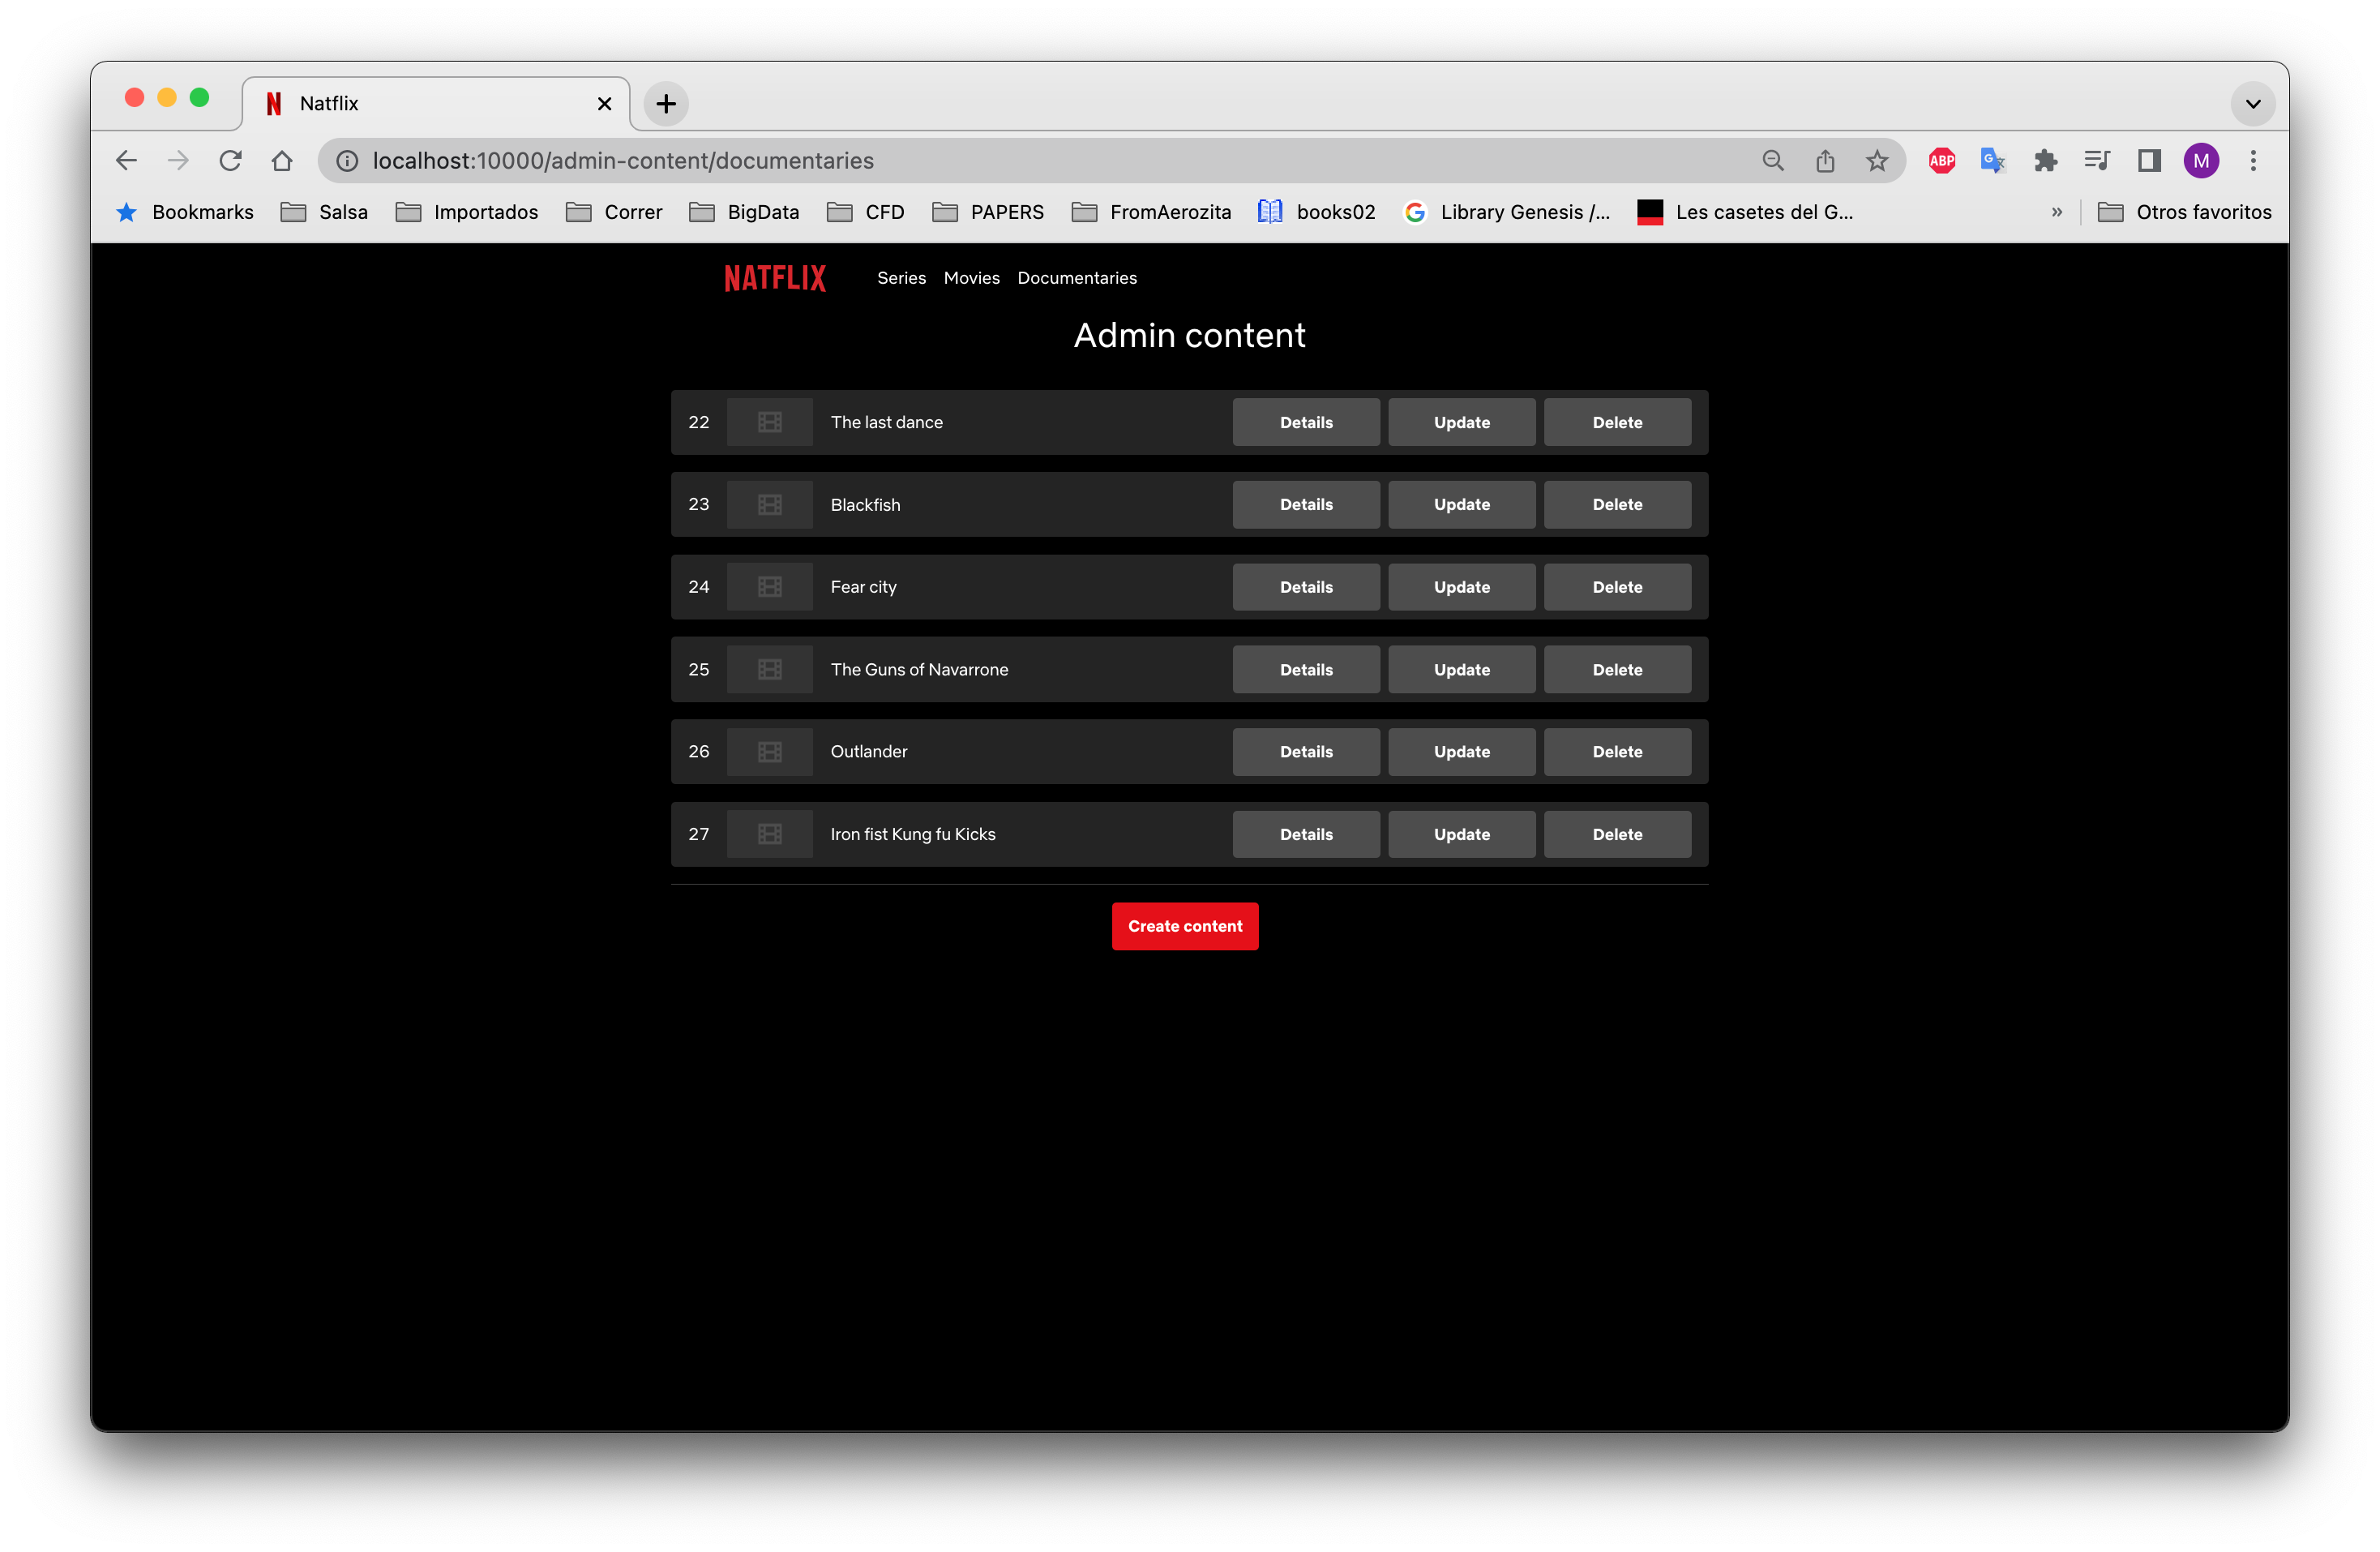 Natflix
localhost:10000/admin-content/documentaries
ABP
G
M
Bookmarks Salsa Importados Correr BigData CFD PAPERS FromAerozita books02 Library Genesis /... Les casetes del G... » Otros favoritos
NATFLIX Series Movies Documentaries
Admin content
22 The last dance Details Update Delete
23 Blackfish Details Update Delete
24 Fear city Details Update Delete
25 The Guns of Navarrone Details Update Delete
26 Outlander Details Update Delete
27 Iron fist Kung fu Kicks Details Update Delete
Create content